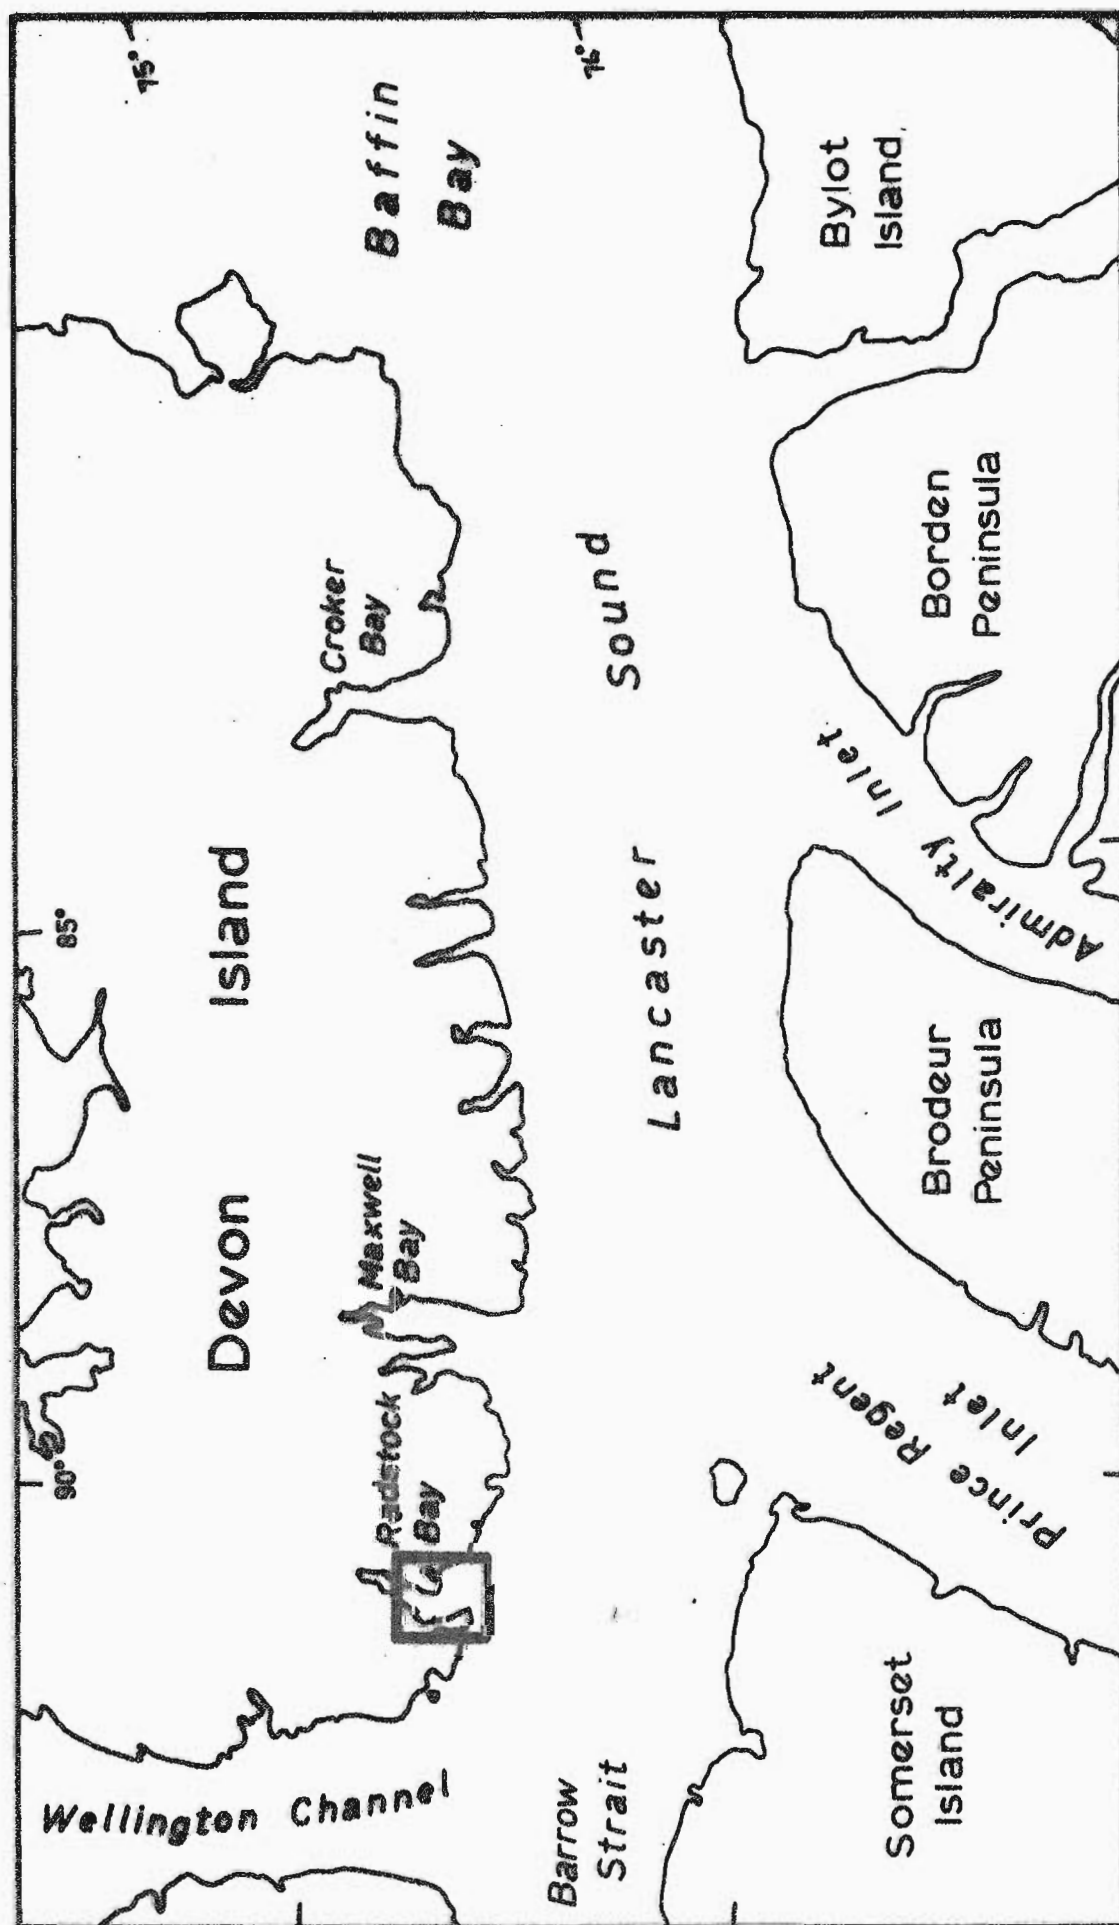 90°
85°
75°
Wellington Channel
Devon Island
Radstock
Bay
Maxwell
Bay
Croker
Bay
Baffin
Bay
74°
Barrow
Strait
Lancaster Sound
Prince Regent
Inlet
Admiralty Inlet
Somerset
Island
Brodeur
Peninsula
Borden
Peninsula
Bylot
Island